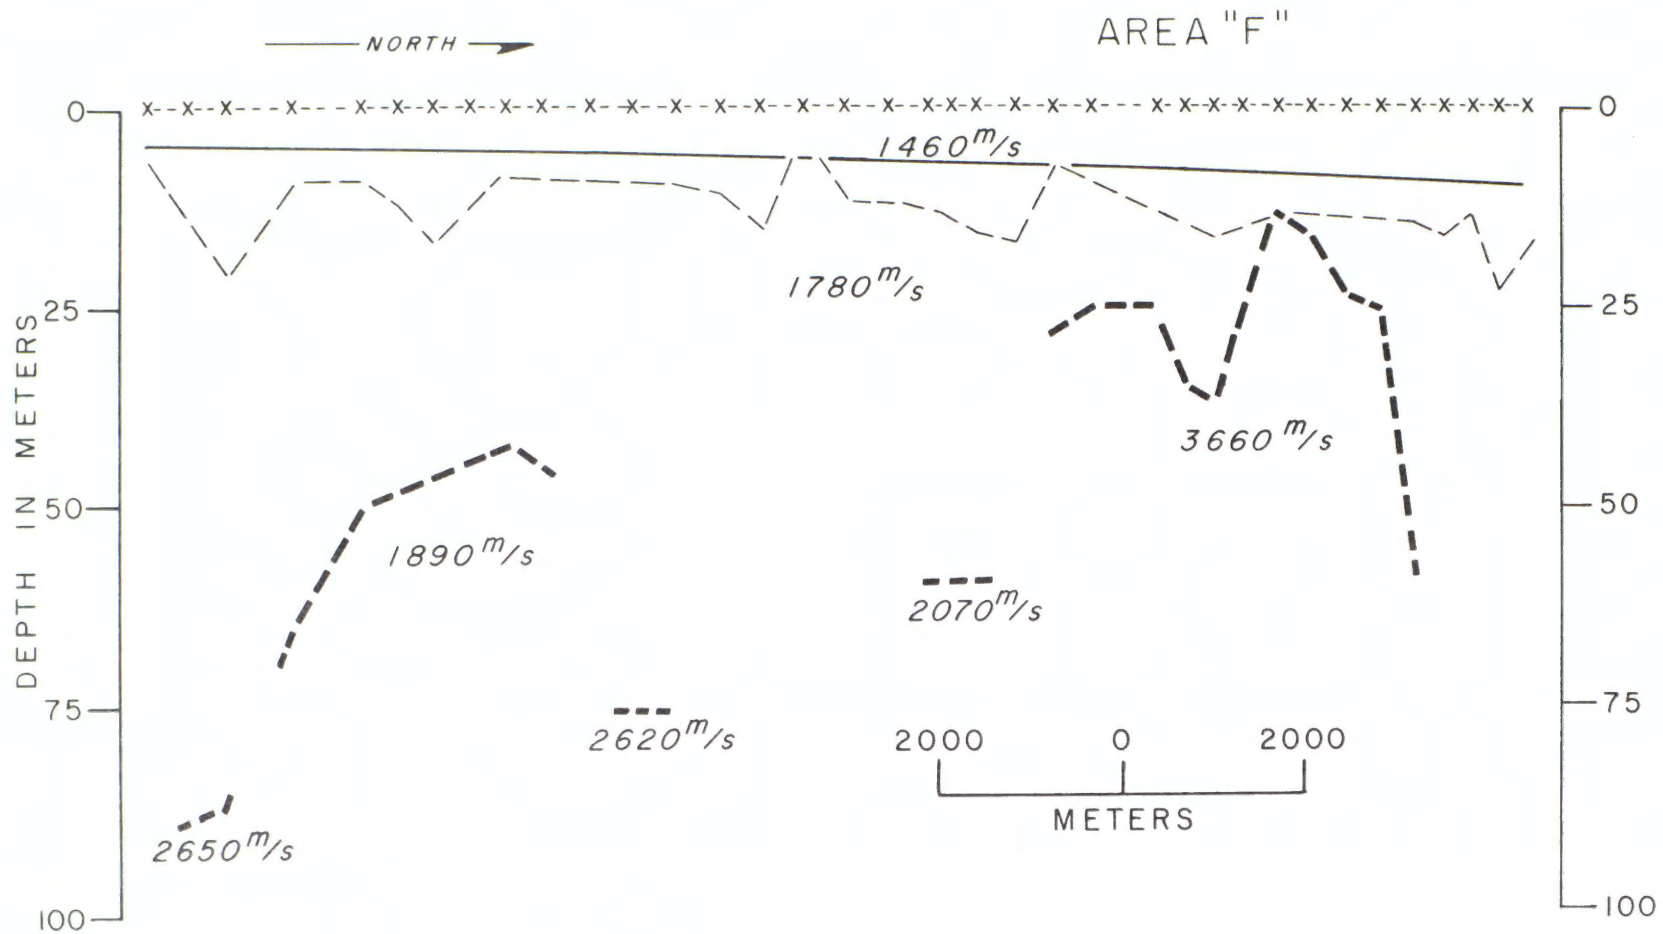 AREA "F"
NORTH
0 X--X--X----X----X--X--X--X--X--X---X---X---X---X--X---X---X---X--X-X-X--X---X--X----X-X-X-X--X--X--X--X--X-X-X-X-X 0
1460 m/s
1780 m/s
25 25
DEPTH IN METERS
3660 m/s
50 50
1890 m/s
2070 m/s
75 75
2620 m/s
2000 0 2000
METERS
2650 m/s
100 100